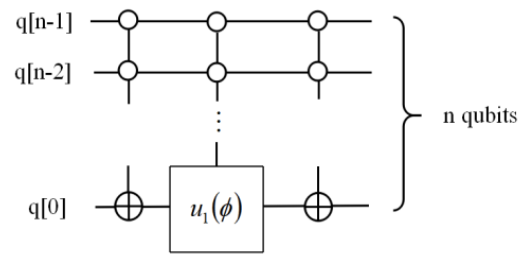 q[n-1]
q[n-2]
n qubits
⋮
q[0]
u₁(ϕ)